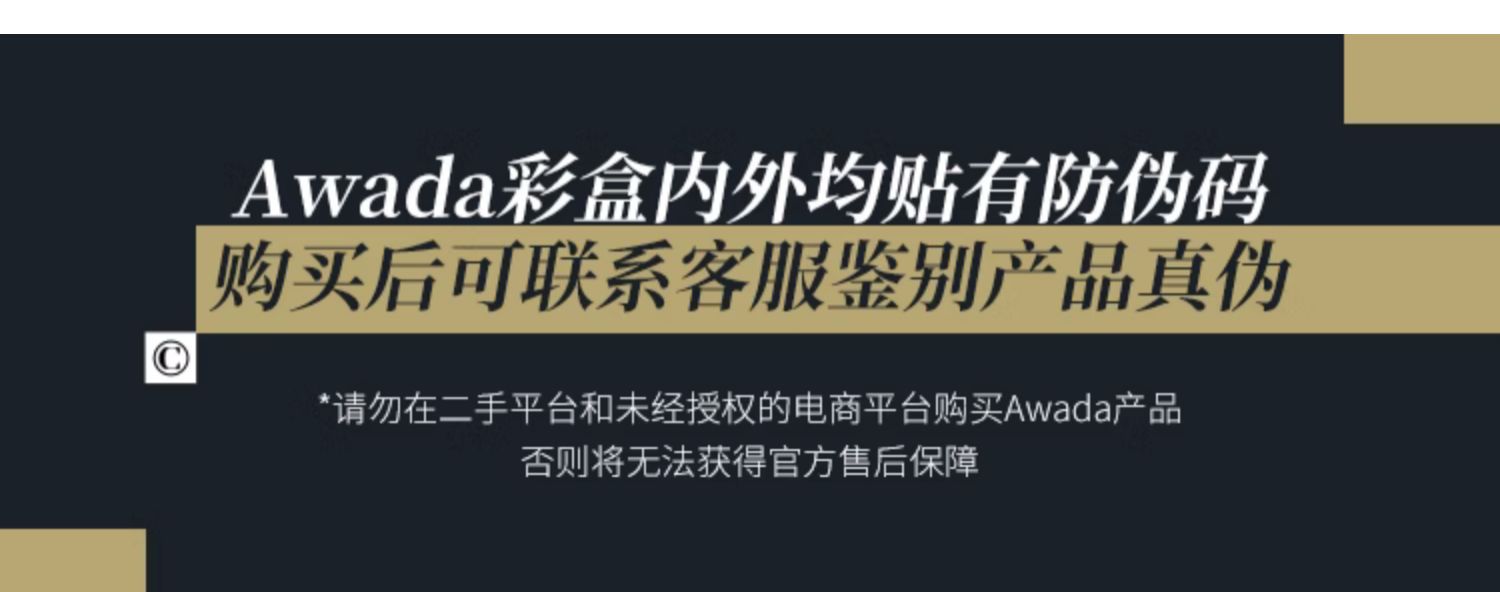 Awada彩盒内外均贴有防伪码
购买后可联系客服鉴别产品真伪
©
*请勿在二手平台和未经授权的电商平台购买Awada产品
否则将无法获得官方售后保障